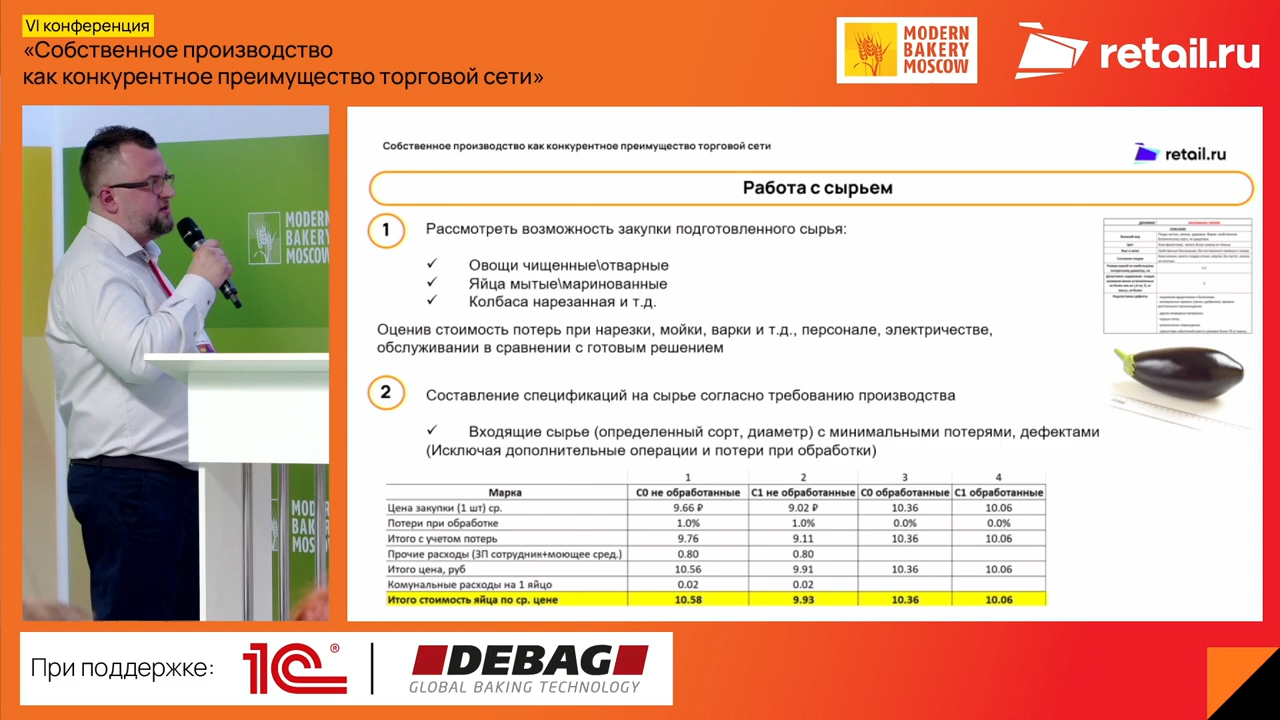 VI конференция
«Собственное производство
как конкурентное преимущество торговой сети»
MODERN
BAKERY
MOSCOW
retail.ru
MODERN
BAKERY
MOSCOW
Собственное производство как конкурентное преимущество торговой сети
retail.ru
Работа с сырьем
1
Рассмотреть возможность закупки подготовленного сырья:
✓ Овощи чищенные\отварные
✓ Яйца мытые\маринованные
✓ Колбаса нарезанная и т.д.
Оценив стоимость потерь при нарезки, мойки, варки и т.д., персонале, электричестве,
обслуживании в сравнении с готовым решением
2
Составление спецификаций на сырье согласно требованию производства
✓ Входящие сырье (определенный сорт, диаметр) с минимальными потерями, дефектами
(Исключая дополнительные операции и потери при обработки)
1 2 3 4
Марка С0 не обработанные С1 не обработанные С0 обработанные С1 обработанные
Цена закупки (1 шт) ср. 9.66 ₽ 9.02 ₽ 10.36 10.06
Потери при обработке 1.0% 1.0% 0.0% 0.0%
Итого с учетом потерь 9.76 9.11 10.36 10.06
Прочие расходы (ЗП сотрудник+моющее сред.) 0.80 0.80
Итого цена, руб 10.56 9.91 10.36 10.06
Комунальные расходы на 1 яйцо 0.02 0.02
Итого стоимость яйца по ср. цене 10.58 9.93 10.36 10.06
При поддержке:
1С®
DEBAG
GLOBAL BAKING TECHNOLOGY